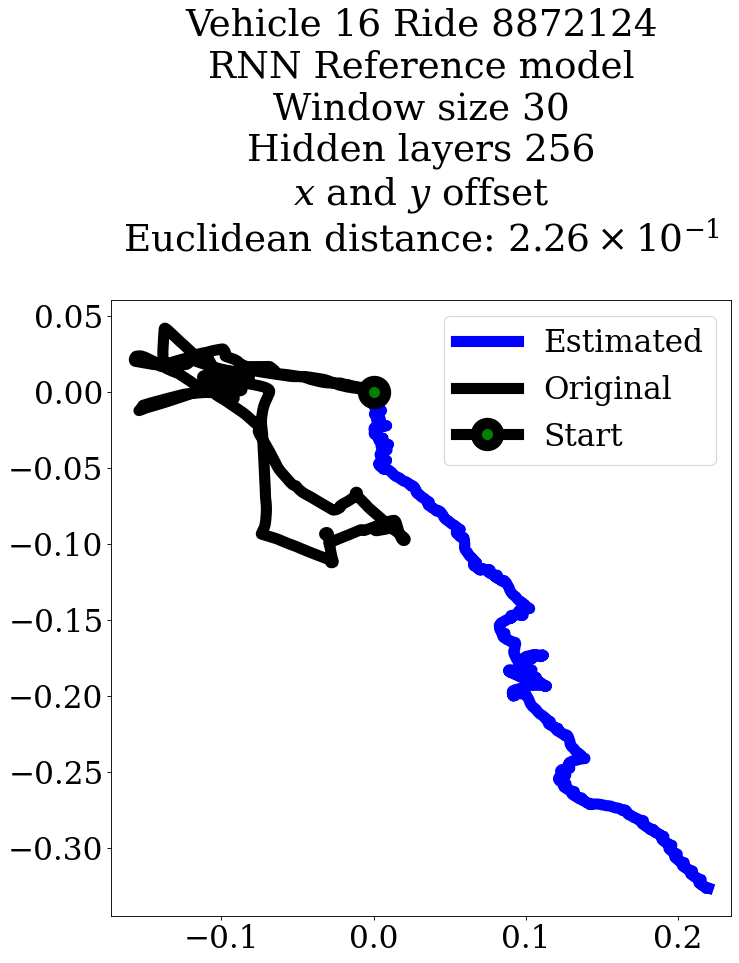 Vehicle 16 Ride 8872124
RNN Reference model
Window size 30
Hidden layers 256
x and y offset
Euclidean distance: 2.26 × 10⁻¹
0.05
0.00
−0.05
−0.10
−0.15
−0.20
−0.25
−0.30
Estimated
Original
Start
−0.1
0.0
0.1
0.2